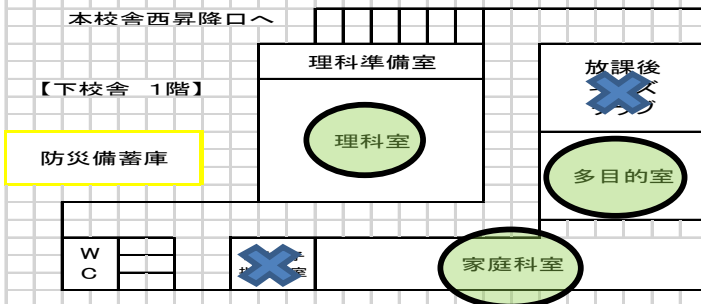 本校舎西昇降口へ
理科準備室
放課後
【下校舎 1階】
理科室
防災備蓄庫
多目的室
W
C
家庭科室